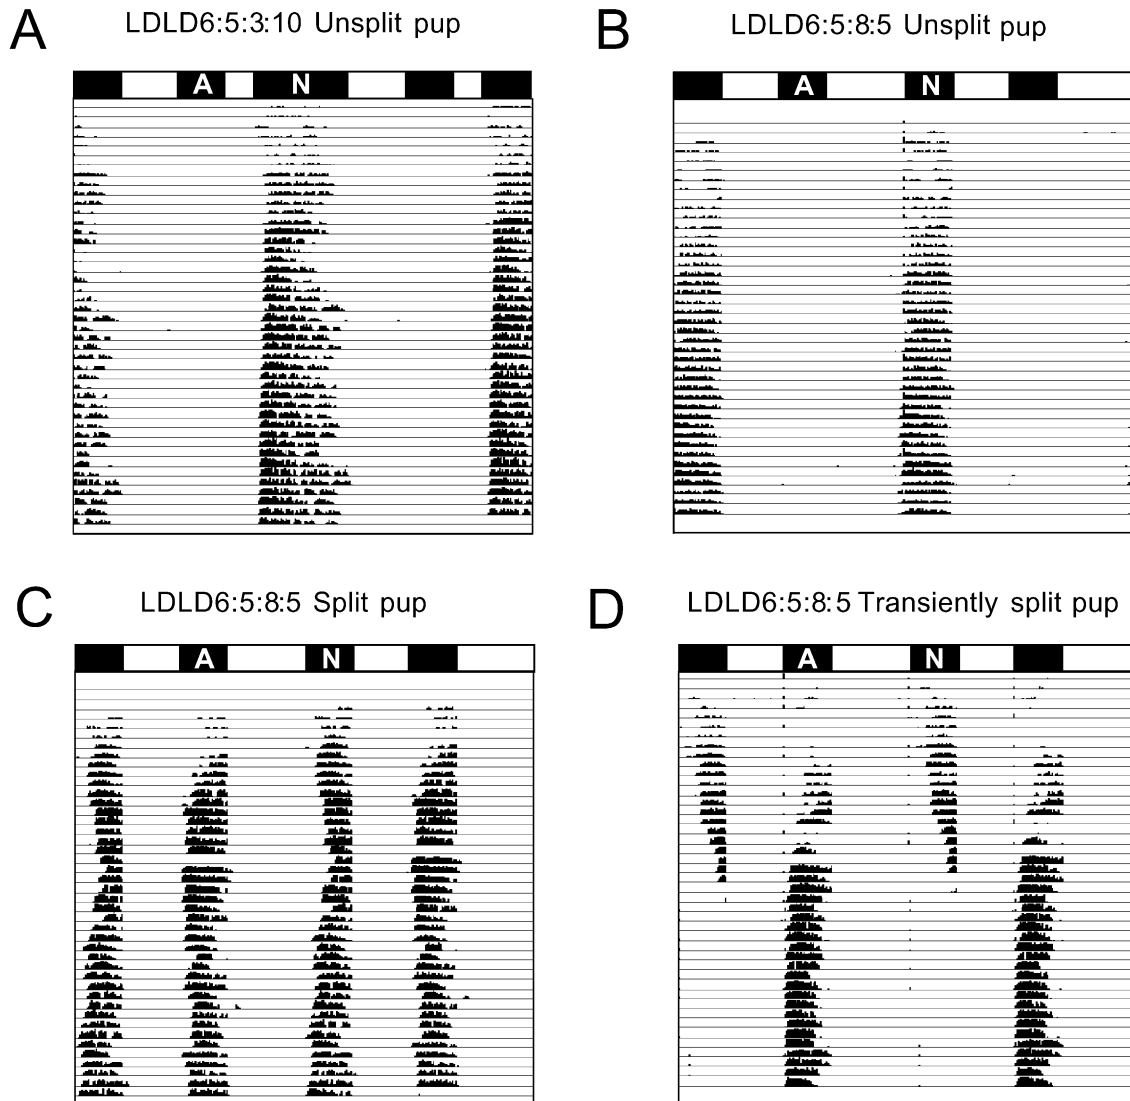 A
LDLD6:5:3:10 Unsplit pup
A N
B
LDLD6:5:8:5 Unsplit pup
A N
C
LDLD6:5:8:5 Split pup
A N
D
LDLD6:5:8:5 Transiently split pup
A N